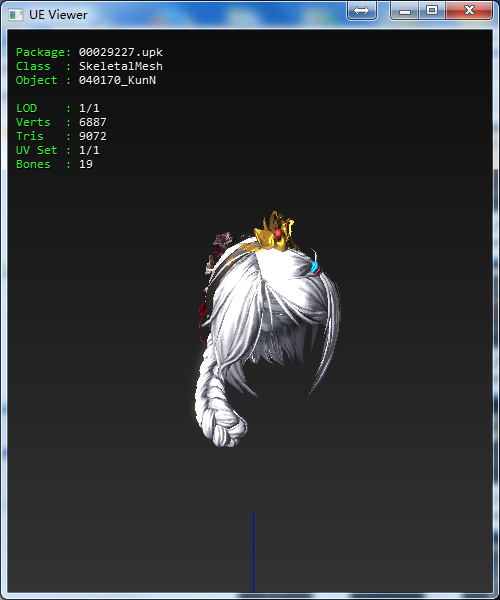 UE Viewer
Package: 00029227.upk
Class : SkeletalMesh
Object : 040170_KunN
LOD : 1/1
Verts : 6887
Tris : 9072
UV Set : 1/1
Bones : 19